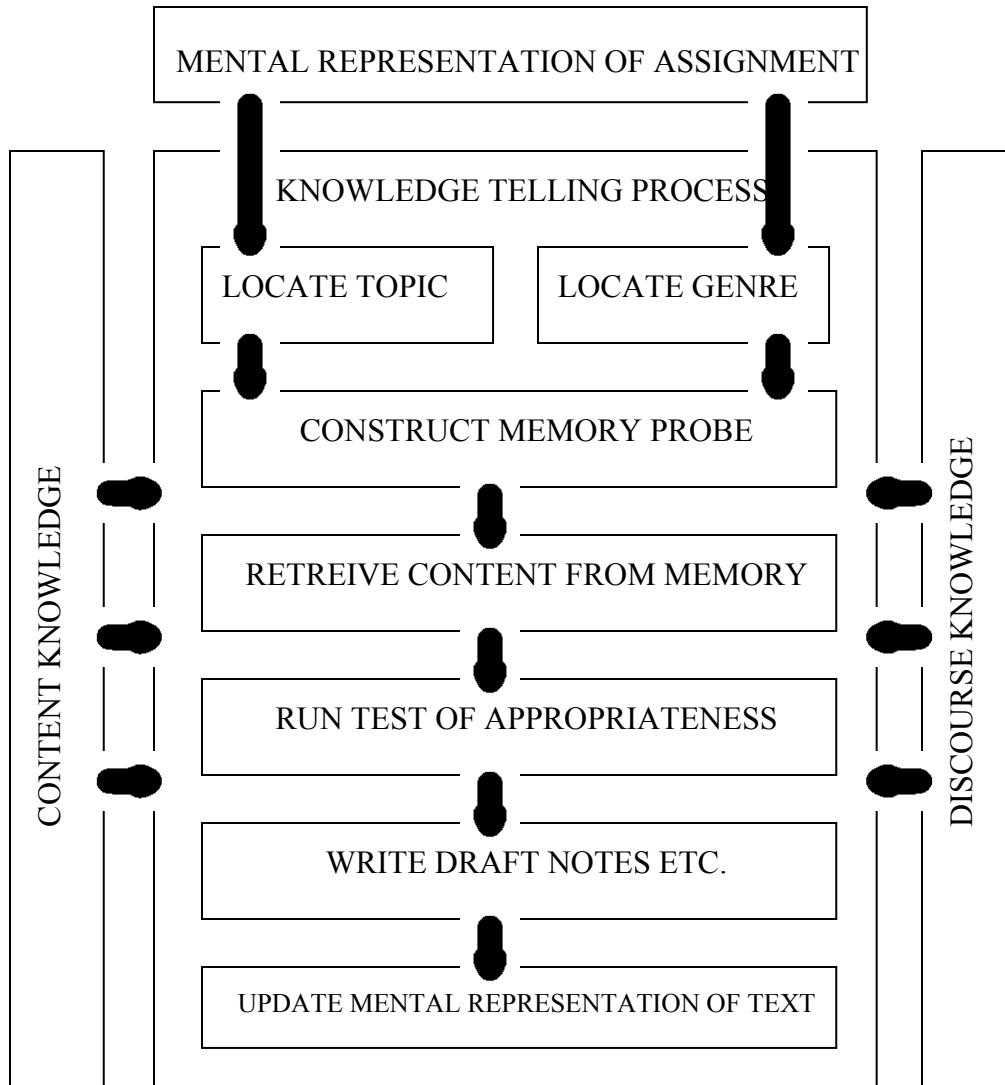 MENTAL REPRESENTATION OF ASSIGNMENT
KNOWLEDGE TELLING PROCESS
LOCATE TOPIC
LOCATE GENRE
CONSTRUCT MEMORY PROBE
RETREIVE CONTENT FROM MEMORY
RUN TEST OF APPROPRIATENESS
WRITE DRAFT NOTES ETC.
UPDATE MENTAL REPRESENTATION OF TEXT
CONTENT KNOWLEDGE
DISCOURSE KNOWLEDGE